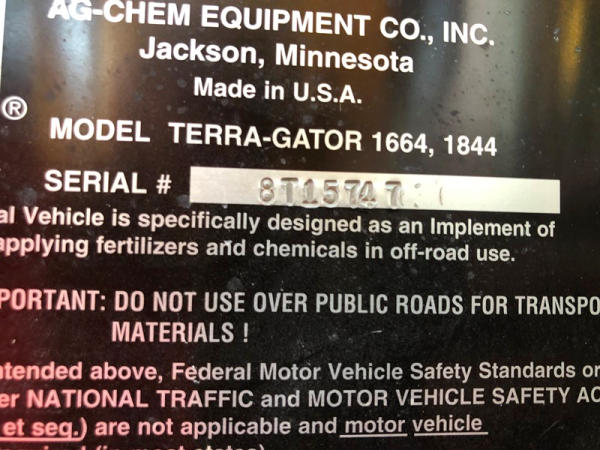 AG-CHEM EQUIPMENT CO., INC.
Jackson, Minnesota
Made in U.S.A.
®
MODEL TERRA-GATOR 1664, 1844
SERIAL #
al Vehicle is specifically designed as an Implement of
applying fertilizers and chemicals in off-road use.
PORTANT: DO NOT USE OVER PUBLIC ROADS FOR TRANSPO
MATERIALS !
ntended above, Federal Motor Vehicle Safety Standards or
er NATIONAL TRAFFIC and MOTOR VEHICLE SAFETY AC
et seq.) are not applicable and motor vehicle